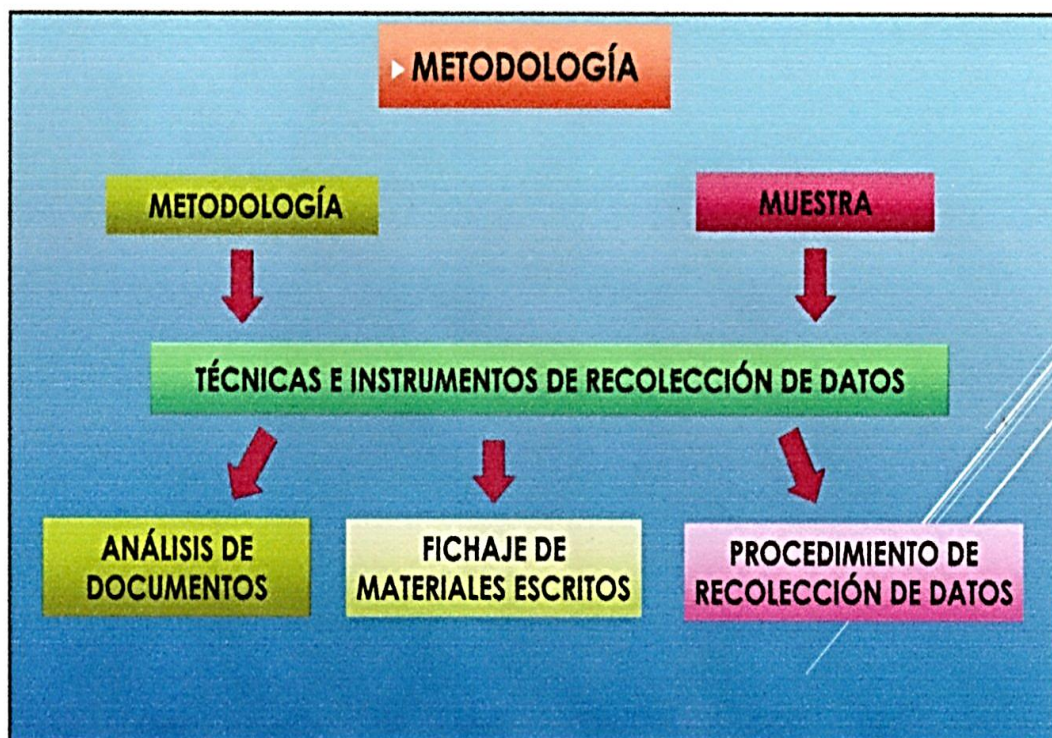 METODOLOGÍA
METODOLOGÍA
MUESTRA
TÉCNICAS E INSTRUMENTOS DE RECOLECCIÓN DE DATOS
ANÁLISIS DE
DOCUMENTOS
FICHAJE DE
MATERIALES ESCRITOS
PROCEDIMIENTO DE
RECOLECCIÓN DE DATOS